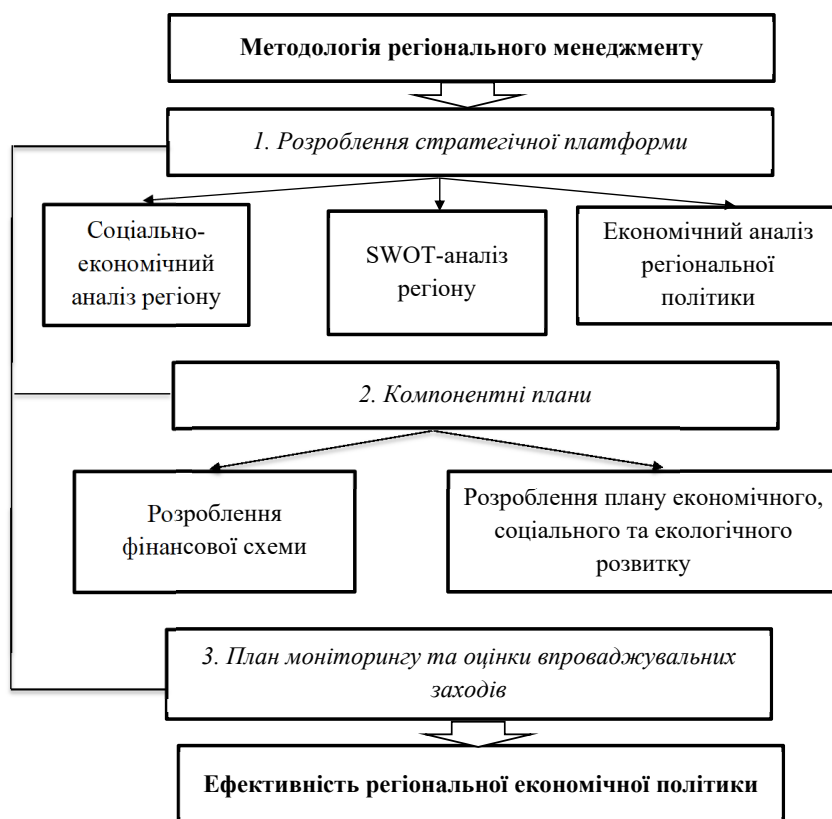 Методологія регіонального менеджменту
1. Розроблення стратегічної платформи
Соціально-
економічний
аналіз регіону
SWOT-аналіз
регіону
Економічний аналіз
регіональної
політики
2. Компонентні плани
Розроблення
фінансової схеми
Розроблення плану економічного,
соціального та екологічного
розвитку
3. План моніторингу та оцінки впроваджувальних
заходів
Ефективність регіональної економічної політики